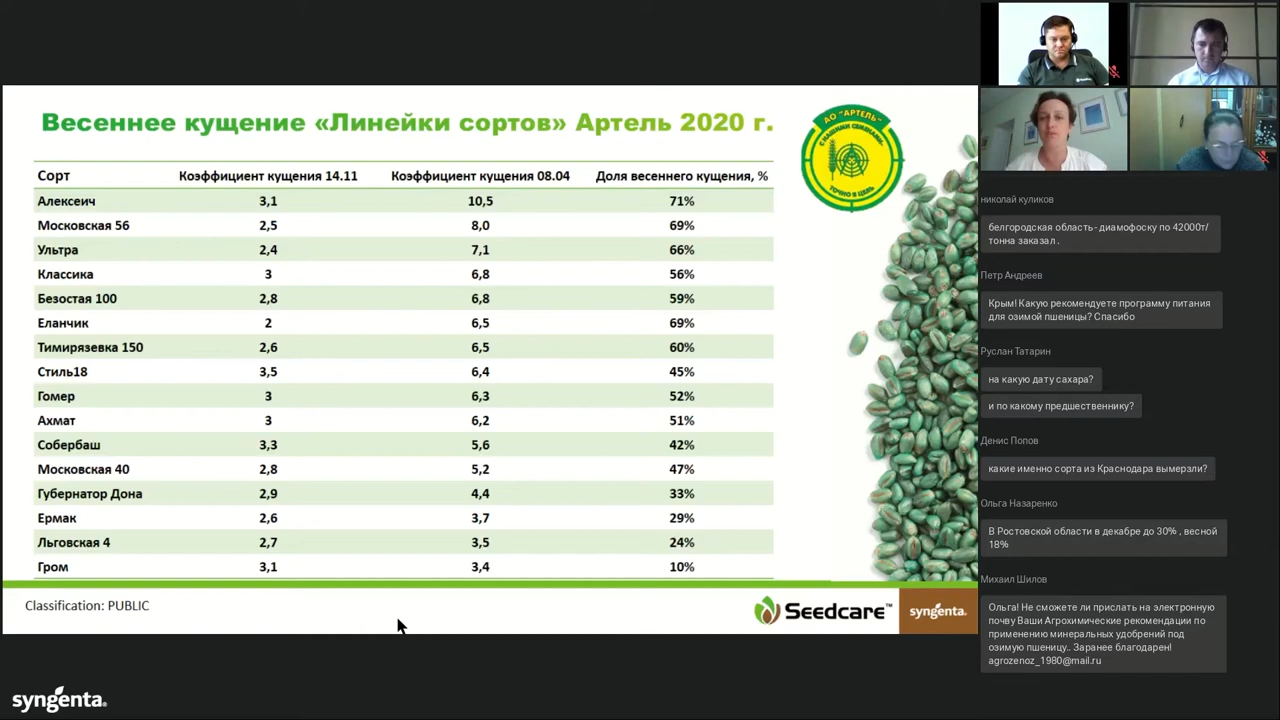 Весеннее кущение «Линейки сортов» Артель 2020 г.
АО "АРТЕЛЬ"
С НАШИМИ СЕМЕНАМИ-
ТОЧНО В ЦЕЛЬ
Сорт Коэффициент кущения 14.11 Коэффициент кущения 08.04 Доля весеннего кущения, %
Алексеич 3,1 10,5 71%
Московская 56 2,5 8,0 69%
Ультра 2,4 7,1 66%
Классика 3 6,8 56%
Безостая 100 2,8 6,8 59%
Еланчик 2 6,5 69%
Тимирязевка 150 2,6 6,5 60%
Стиль18 3,5 6,4 45%
Гомер 3 6,3 52%
Ахмат 3 6,2 51%
Собербаш 3,3 5,6 42%
Московская 40 2,8 5,2 47%
Губернатор Дона 2,9 4,4 33%
Ермак 2,6 3,7 29%
Льговская 4 2,7 3,5 24%
Гром 3,1 3,4 10%
Classification: PUBLIC
Seedcare™
syngenta.
syngenta.
николай куликов
белгородская область- диамофоску по 42000т/
тонна заказал .
Петр Андреев
Крым! Какую рекомендуете программу питания
для озимой пшеницы? Спасибо
Руслан Татарин
на какую дату сахара?
и по какому предшественнику?
Денис Попов
какие именно сорта из Краснодара вымерзли?
Ольга Назаренко
В Ростовской области в декабре до 30% , весной
18%
Михаил Шилов
Ольга! Не сможете ли прислать на электронную
почву Ваши Агрохимические рекомендации по
применению минеральных удобрений под
озимую пшеницу.. Заранее благодарен!
agrozenoz_1980@mail.ru